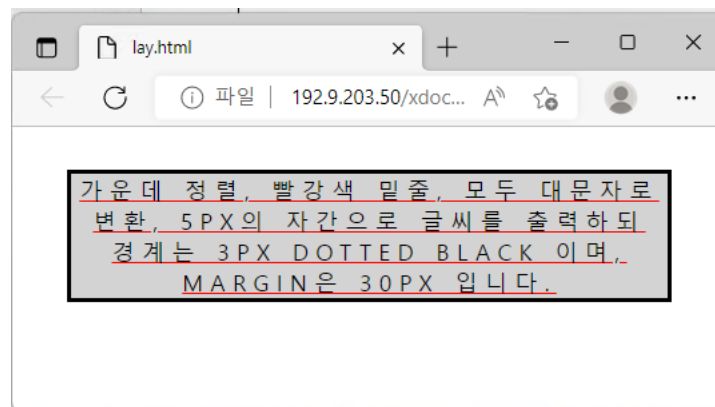 lay.html
파일 192.9.203.50/xdoc...
가운데 정렬, 빨강색 밑줄, 모두 대문자로
변환, 5PX의 자간으로 글씨를 출력하되
경계는 3PX DOTTED BLACK 이며,
MARGIN은 30PX 입니다.